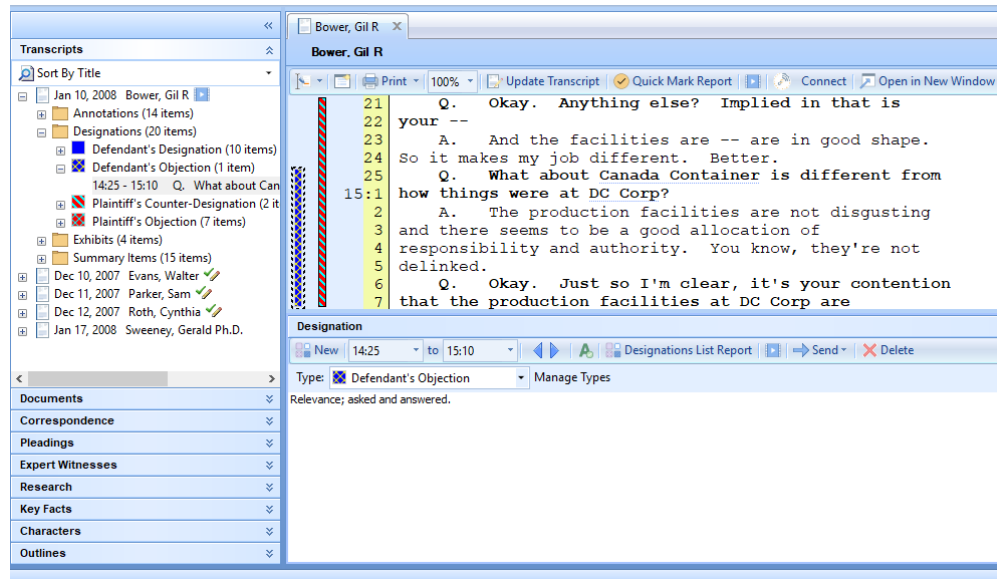 «
Transcripts
Sort By Title
Jan 10, 2008 Bower, Gil R
Annotations (14 items)
Designations (20 items)
Defendant's Designation (10 items)
Defendant's Objection (1 item)
14:25 - 15:10 Q. What about Can
Plaintiff's Counter-Designation (2 it
Plaintiff's Objection (7 items)
Exhibits (4 items)
Summary Items (15 items)
Dec 10, 2007 Evans, Walter
Dec 11, 2007 Parker, Sam
Dec 12, 2007 Roth, Cynthia
Jan 17, 2008 Sweeney, Gerald Ph.D.
Documents
Correspondence
Pleadings
Expert Witnesses
Research
Key Facts
Characters
Outlines
Bower, Gil R X
Bower, Gil R
Print 100% Update Transcript Quick Mark Report Connect Open in New Window
21 Q. Okay. Anything else? Implied in that is
22 your --
23 A. And the facilities are -- are in good shape.
24 So it makes my job different. Better.
25 Q. What about Canada Container is different from
15:1 how things were at DC Corp?
2 A. The production facilities are not disgusting
3 and there seems to be a good allocation of
4 responsibility and authority. You know, they're not
5 delinked.
6 Q. Okay. Just so I'm clear, it's your contention
7 that the production facilities at DC Corp are
Designation
New 14:25 to 15:10 Designations List Report Send Delete
Type: Defendant's Objection Manage Types
Relevance; asked and answered.